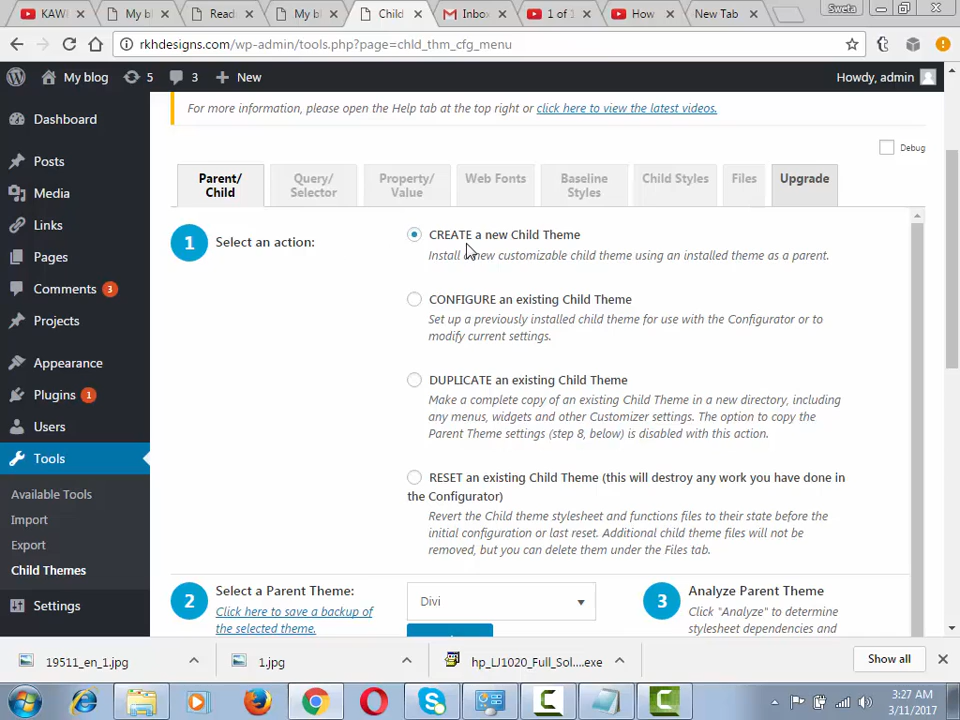 KAWI
My bl
Read
My bl
Child
Inbo
1 of 1
How
New Tab
Sweta
rkhdesigns.com/wp-admin/tools.php?page=chld_thm_cfg_menu
My blog
5
3
New
Howdy, admin
For more information, please open the Help tab at the top right or click here to view the latest videos.
Debug
Dashboard
Posts
Media
Links
Pages
Comments 3
Projects
Appearance
Plugins 1
Users
Tools
Available Tools
Import
Export
Child Themes
Settings
Parent/
Child
Query/
Selector
Property/
Value
Web Fonts
Baseline
Styles
Child Styles
Files
Upgrade
1 Select an action:
CREATE a new Child Theme
Install a new customizable child theme using an installed theme as a parent.
CONFIGURE an existing Child Theme
Set up a previously installed child theme for use with the Configurator or to
modify current settings.
DUPLICATE an existing Child Theme
Make a complete copy of an existing Child Theme in a new directory, including
any menus, widgets and other Customizer settings. The option to copy the
Parent Theme settings (step 8, below) is disabled with this action.
RESET an existing Child Theme (this will destroy any work you have done in
the Configurator)
Revert the Child theme stylesheet and functions files to their state before the
initial configuration or last reset. Additional child theme files will not be
removed, but you can delete them under the Files tab.
2 Select a Parent Theme:
Click here to save a backup of
the selected theme.
Divi
3 Analyze Parent Theme
Click "Analyze" to determine
stylesheet dependencies and
19511_en_1.jpg
1.jpg
hp_LJ1020_Full_Sol....exe
Show all
3:27 AM
3/11/2017